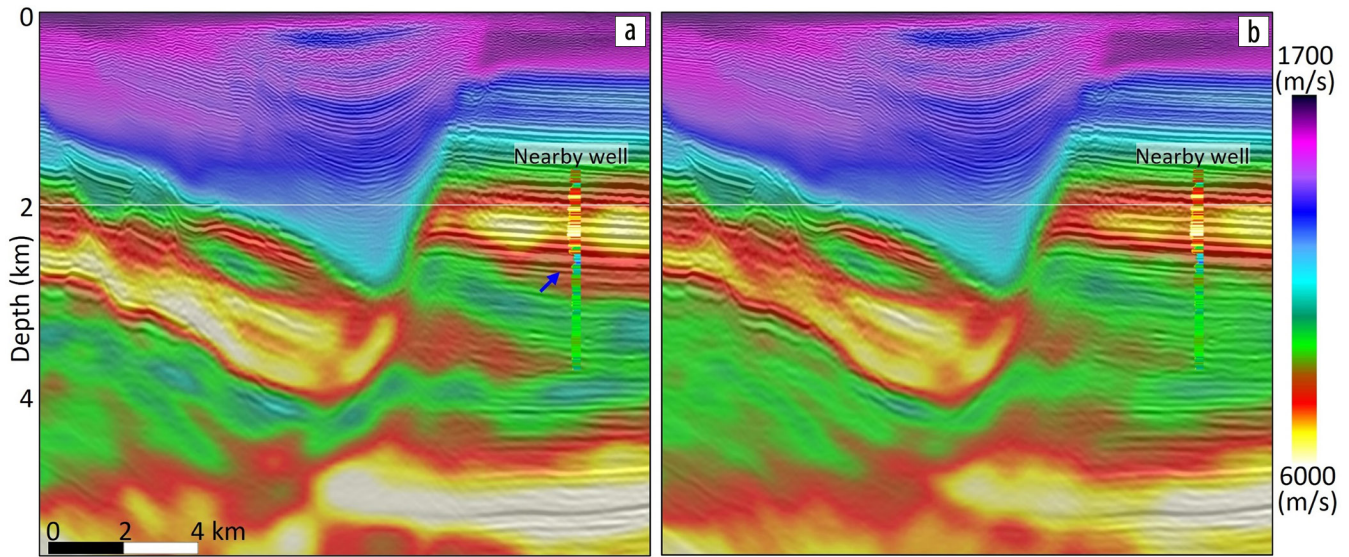 0
a
b
1700
(m/s)
Nearby well
Nearby well
2
Depth (km)
4
6000
(m/s)
0 2 4 km